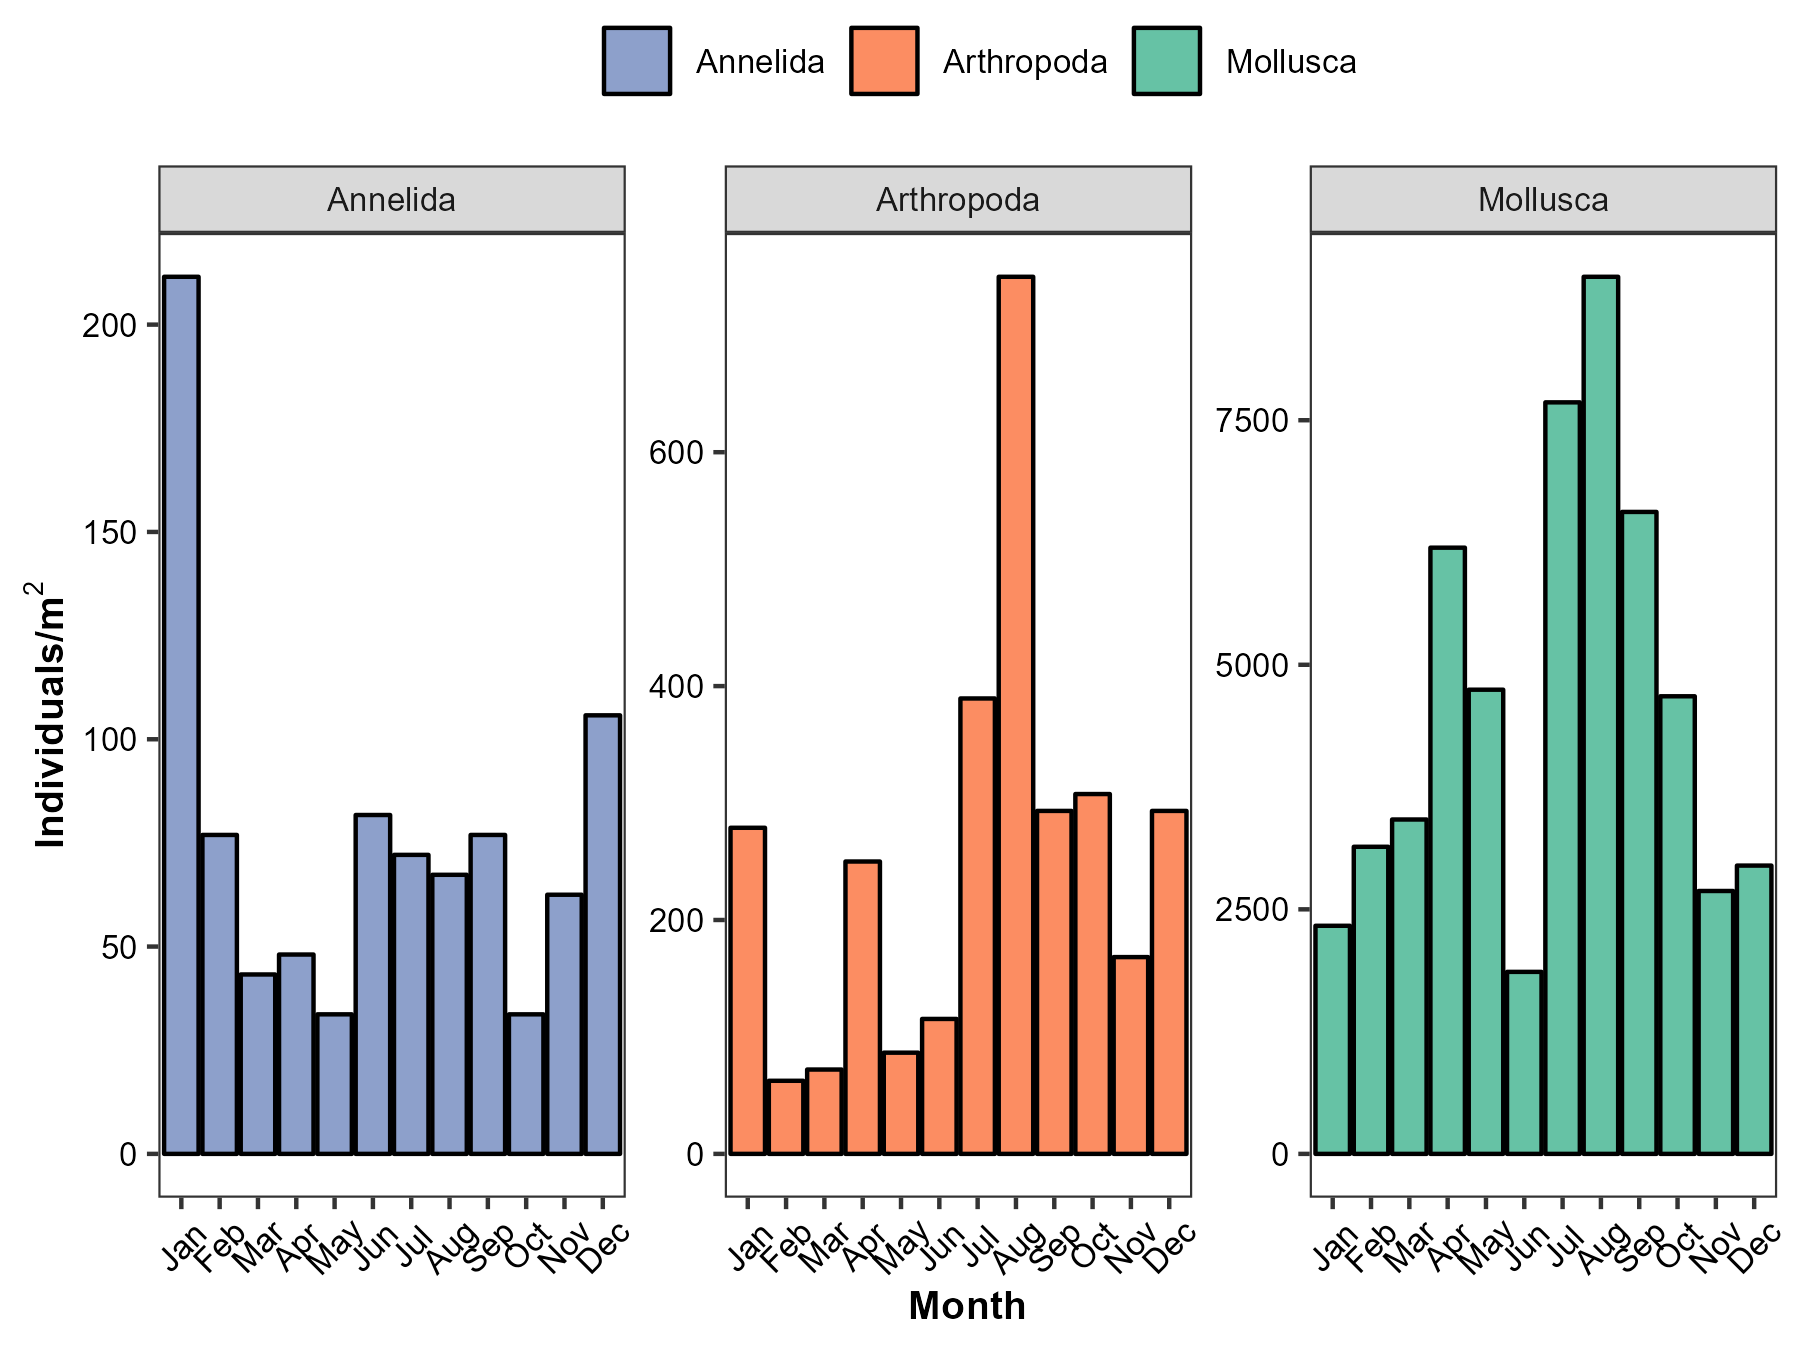 Annelida Arthropoda Mollusca
Annelida Arthropoda Mollusca
Individuals/m²
200
150
100
50
0
600
400
200
0
7500
5000
2500
0
Jan Feb Mar Apr May Jun Jul Aug Sep Oct Nov Dec
Jan Feb Mar Apr May Jun Jul Aug Sep Oct Nov Dec
Jan Feb Mar Apr May Jun Jul Aug Sep Oct Nov Dec
Month